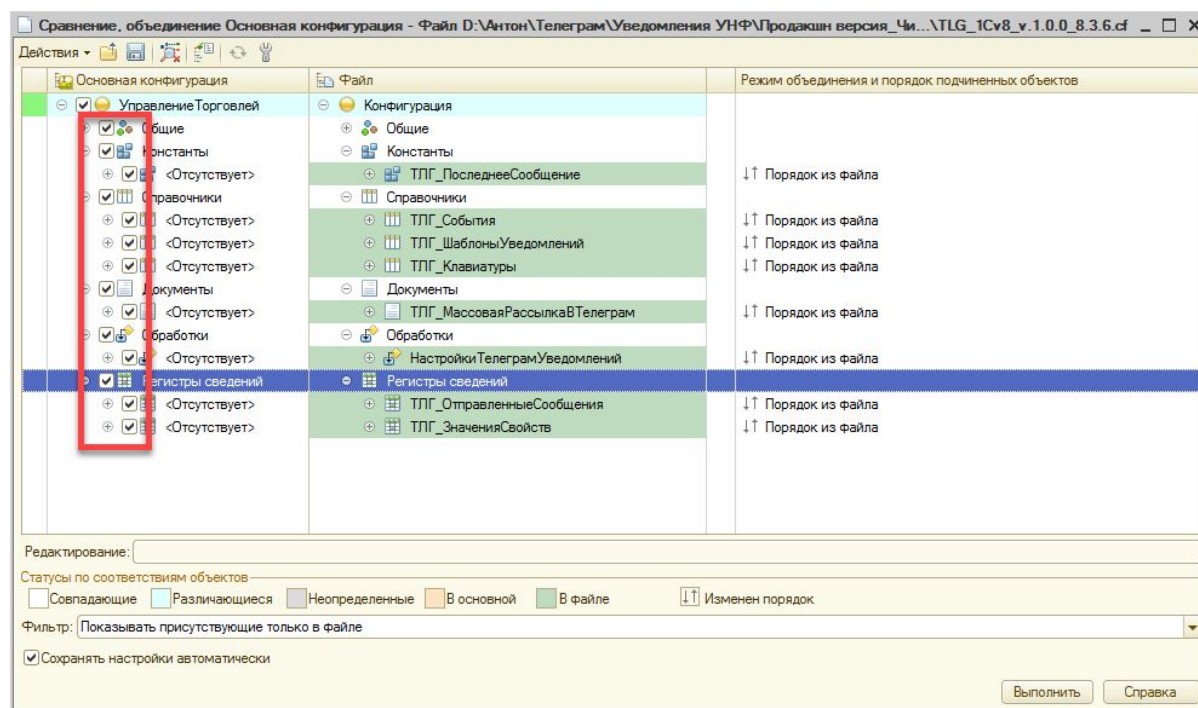 Сравнение, объединение Основная конфигурация - Файл D:\Антон\Телеграм\Уведомления УНФ\Продакшн версия_Чи...\TLG_1Cv8_v.1.0.0_8.3.6.cf
Действия
Основная конфигурация Файл Режим объединения и порядок подчиненных объектов
УправлениеТорговлей Конфигурация
Общие Общие
Константы Константы
<Отсутствует> ТЛГ_ПоследнееСообщение Порядок из файла
Справочники Справочники
<Отсутствует> ТЛГ_События Порядок из файла
<Отсутствует> ТЛГ_ШаблоныУведомлений Порядок из файла
<Отсутствует> ТЛГ_Клавиатуры Порядок из файла
Документы Документы
<Отсутствует> ТЛГ_МассоваяРассылкаВТелеграм Порядок из файла
Обработки Обработки
<Отсутствует> НастройкиТелеграмУведомлений Порядок из файла
Регистры сведений Регистры сведений
<Отсутствует> ТЛГ_ОтправленныеСообщения Порядок из файла
<Отсутствует> ТЛГ_ЗначенияСвойств Порядок из файла
Редактирование:
Статусы по соответствиям объектов
Совпадающие Различающиеся Неопределенные В основной В файле Изменен порядок
Фильтр: Показывать присутствующие только в файле
Сохранять настройки автоматически
Выполнить Справка